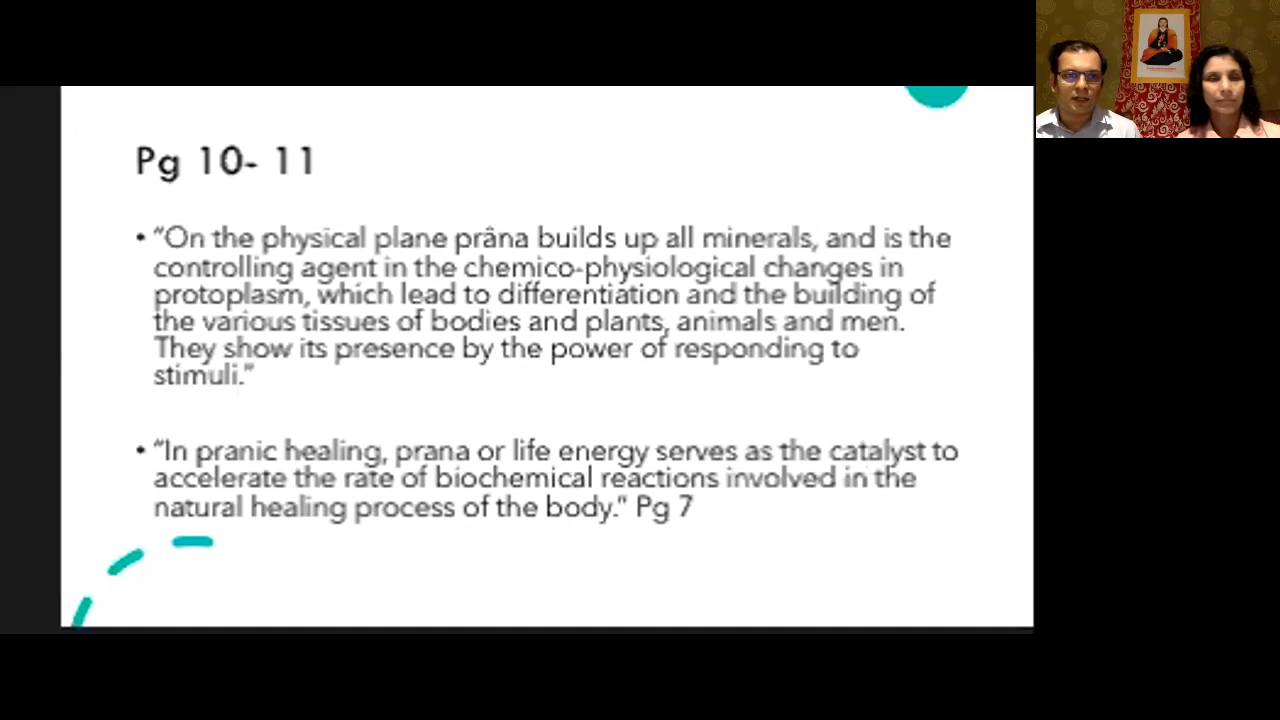 Pg 10- 11
• “On the physical plane prâna builds up all minerals, and is the
controlling agent in the chemico-physiological changes in
protoplasm, which lead to differentiation and the building of
the various tissues of bodies and plants, animals and men.
They show its presence by the power of responding to
stimuli.”
• “In pranic healing, prana or life energy serves as the catalyst to
accelerate the rate of biochemical reactions involved in the
natural healing process of the body.” Pg 7